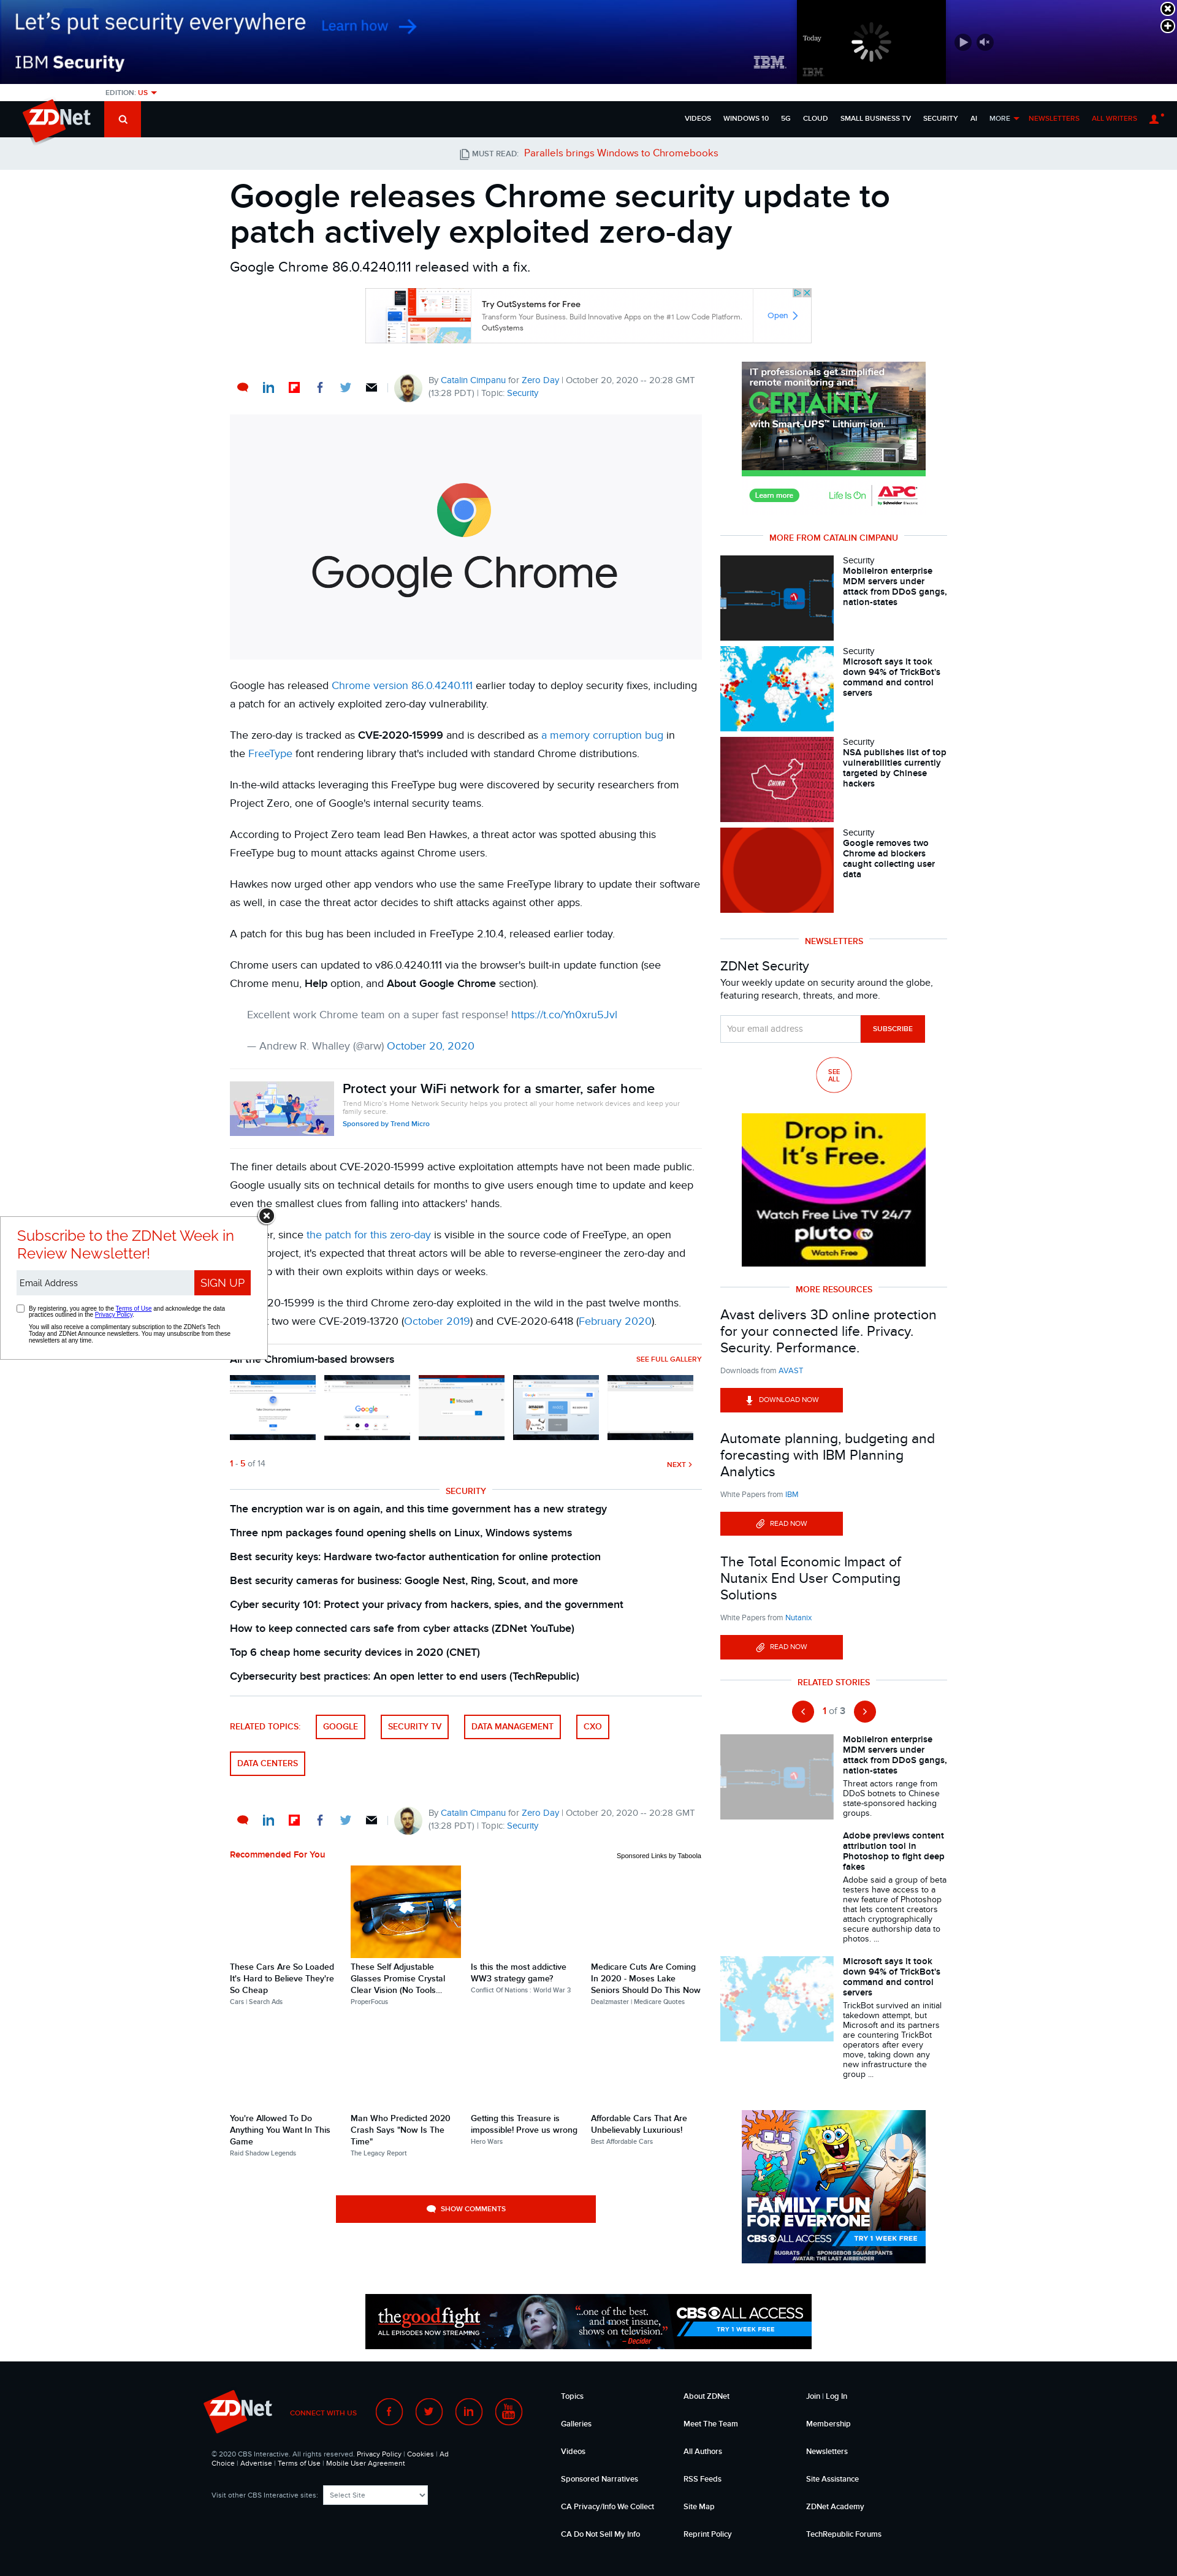 Let's put security everywhere
Learn how
IBM Security
Today
IBM
IBM
EDITION: US
ZDNet
VIDEOS WINDOWS 10 5G CLOUD SMALL BUSINESS TV SECURITY AI MORE NEWSLETTERS ALL WRITERS
MUST READ: Parallels brings Windows to Chromebooks
Google releases Chrome security update to
patch actively exploited zero-day
Google Chrome 86.0.4240.111 released with a fix.
Try OutSystems for Free
Transform Your Business. Build Innovative Apps on the #1 Low Code Platform.
OutSystems
Open
By Catalin Cimpanu for Zero Day | October 20, 2020 -- 20:28 GMT
(13:28 PDT) | Topic: Security
Google Chrome
Google has released Chrome version 86.0.4240.111 earlier today to deploy security fixes, including
a patch for an actively exploited zero-day vulnerability.
The zero-day is tracked as CVE-2020-15999 and is described as a memory corruption bug in
the FreeType font rendering library that's included with standard Chrome distributions.
In-the-wild attacks leveraging this FreeType bug were discovered by security researchers from
Project Zero, one of Google's internal security teams.
According to Project Zero team lead Ben Hawkes, a threat actor was spotted abusing this
FreeType bug to mount attacks against Chrome users.
Hawkes now urged other app vendors who use the same FreeType library to update their software
as well, in case the threat actor decides to shift attacks against other apps.
A patch for this bug has been included in FreeType 2.10.4, released earlier today.
Chrome users can updated to v86.0.4240.111 via the browser's built-in update function (see
Chrome menu, Help option, and About Google Chrome section).
Excellent work Chrome team on a super fast response! https://t.co/Yn0xru5JvI
— Andrew R. Whalley (@arw) October 20, 2020
Protect your WiFi network for a smarter, safer home
Trend Micro's Home Network Security helps you protect all your home network devices and keep your
family secure.
Sponsored by Trend Micro
The finer details about CVE-2020-15999 active exploitation attempts have not been made public.
Google usually sits on technical details for months to give users enough time to update and keep
even the smallest clues from falling into attackers' hands.
er, since the patch for this zero-day is visible in the source code of FreeType, an open
project, it's expected that threat actors will be able to reverse-engineer the zero-day and
p with their own exploits within days or weeks.
20-15999 is the third Chrome zero-day exploited in the wild in the past twelve months.
t two were CVE-2019-13720 (October 2019) and CVE-2020-6418 (February 2020).
Subscribe to the ZDNet Week in
Review Newsletter!
Email Address
SIGN UP
By registering, you agree to the Terms of Use and acknowledge the data
practices outlined in the Privacy Policy.
You will also receive a complimentary subscription to the ZDNet's Tech
Today and ZDNet Announce newsletters. You may unsubscribe from these
newsletters at any time.
All the Chromium-based browsers
SEE FULL GALLERY
Google
Microsoft
1 - 5 of 14
NEXT
SECURITY
The encryption war is on again, and this time government has a new strategy
Three npm packages found opening shells on Linux, Windows systems
Best security keys: Hardware two-factor authentication for online protection
Best security cameras for business: Google Nest, Ring, Scout, and more
Cyber security 101: Protect your privacy from hackers, spies, and the government
How to keep connected cars safe from cyber attacks (ZDNet YouTube)
Top 6 cheap home security devices in 2020 (CNET)
Cybersecurity best practices: An open letter to end users (TechRepublic)
RELATED TOPICS:
GOOGLE
SECURITY TV
DATA MANAGEMENT
CXO
DATA CENTERS
By Catalin Cimpanu for Zero Day | October 20, 2020 -- 20:28 GMT
(13:28 PDT) | Topic: Security
Recommended For You
Sponsored Links by Taboola
These Cars Are So Loaded
It's Hard to Believe They're
So Cheap
Cars | Search Ads
These Self Adjustable
Glasses Promise Crystal
Clear Vision (No Tools...
ProperFocus
Is this the most addictive
WW3 strategy game?
Conflict Of Nations : World War 3
Medicare Cuts Are Coming
In 2020 - Moses Lake
Seniors Should Do This Now
Dealzmaster | Medicare Quotes
You're Allowed To Do
Anything You Want In This
Game
Raid Shadow Legends
Man Who Predicted 2020
Crash Says "Now Is The
Time"
The Legacy Report
Getting this Treasure is
impossible! Prove us wrong
Hero Wars
Affordable Cars That Are
Unbelievably Luxurious!
Best Affordable Cars
SHOW COMMENTS
IT professionals get simplified
remote monitoring and
CERTAINTY
with Smart-UPS™ Lithium-ion.
Learn more
Life Is On
APC
by Schneider Electric
MORE FROM CATALIN CIMPANU
Security
MobileIron enterprise
MDM servers under
attack from DDoS gangs,
nation-states
Security
Microsoft says it took
down 94% of TrickBot's
command and control
servers
CHINA
Security
NSA publishes list of top
vulnerabilities currently
targeted by Chinese
hackers
Security
Google removes two
Chrome ad blockers
caught collecting user
data
NEWSLETTERS
ZDNet Security
Your weekly update on security around the globe,
featuring research, threats, and more.
Your email address
SUBSCRIBE
SEE
ALL
Drop in.
It's Free.
Watch Free Live TV 24/7
pluto tv
Watch Free
MORE RESOURCES
Avast delivers 3D online protection
for your connected life. Privacy.
Security. Performance.
Downloads from AVAST
DOWNLOAD NOW
Automate planning, budgeting and
forecasting with IBM Planning
Analytics
White Papers from IBM
READ NOW
The Total Economic Impact of
Nutanix End User Computing
Solutions
White Papers from Nutanix
READ NOW
RELATED STORIES
1 of 3
MobileIron enterprise
MDM servers under
attack from DDoS gangs,
nation-states
Threat actors range from
DDoS botnets to Chinese
state-sponsored hacking
groups.
Adobe previews content
attribution tool in
Photoshop to fight deep
fakes
Adobe said a group of beta
testers have access to a
new feature of Photoshop
that lets content creators
attach cryptographically
secure authorship data to
photos. ...
Microsoft says it took
down 94% of TrickBot's
command and control
servers
TrickBot survived an initial
takedown attempt, but
Microsoft and its partners
are countering TrickBot
operators after every
move, taking down any
new infrastructure the
group ...
FAMILY FUN
FOR EVERYONE
CBS ALL ACCESS
TRY 1 WEEK FREE
RUGRATS | SPONGEBOB SQUAREPANTS
AVATAR: THE LAST AIRBENDER
the good fight
ALL EPISODES NOW STREAMING
"...one of the best.
and most insane,
shows on television."
– Decider
CBS ALL ACCESS
TRY 1 WEEK FREE
ZDNet
CONNECT WITH US
You Tube
© 2020 CBS Interactive. All rights reserved. Privacy Policy | Cookies | Ad
Choice | Advertise | Terms of Use | Mobile User Agreement
Visit other CBS Interactive sites:
Select Site
Topics
Galleries
Videos
Sponsored Narratives
CA Privacy/Info We Collect
CA Do Not Sell My Info
About ZDNet
Meet The Team
All Authors
RSS Feeds
Site Map
Reprint Policy
Join | Log In
Membership
Newsletters
Site Assistance
ZDNet Academy
TechRepublic Forums